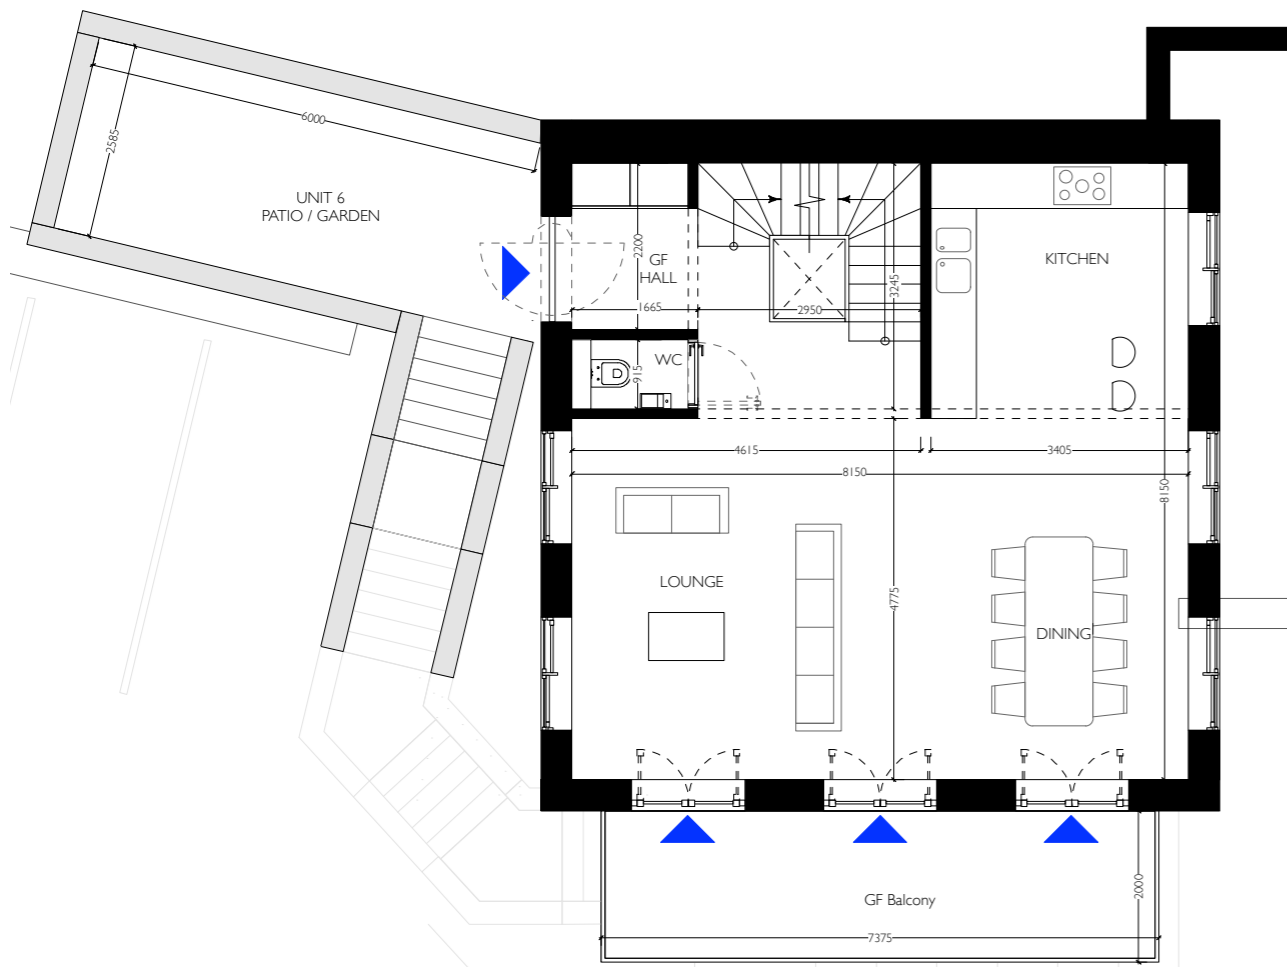 6000
2585
UNIT 6
PATIO / GARDEN
2200
GF
HALL
1665
2950
3245
KITCHEN
WC
915
4615
3405
8150
8150
LOUNGE
4775
DINING
GF Balcony
2000
7375